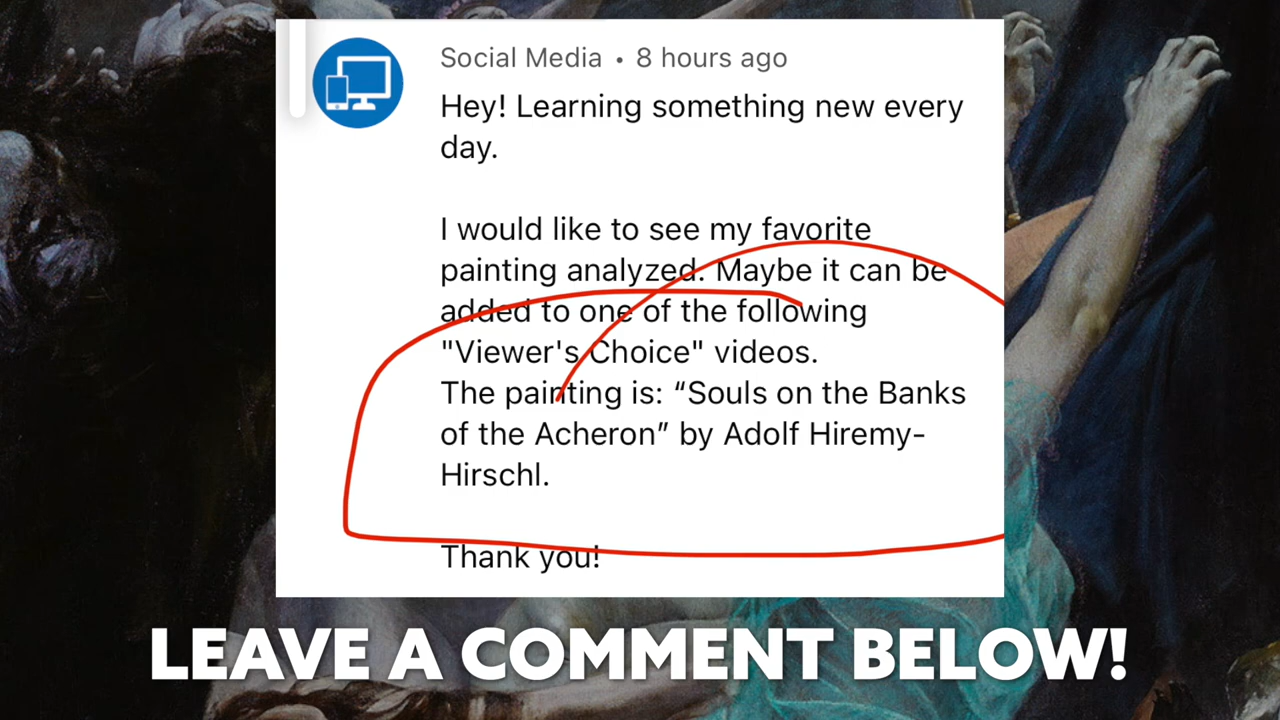 Social Media • 8 hours ago
Hey! Learning something new every
day.
I would like to see my favorite
painting analyzed. Maybe it can be
added to one of the following
"Viewer's Choice" videos.
The painting is: “Souls on the Banks
of the Acheron” by Adolf Hiremy-
Hirschl.
Thank you!
LEAVE A COMMENT BELOW!